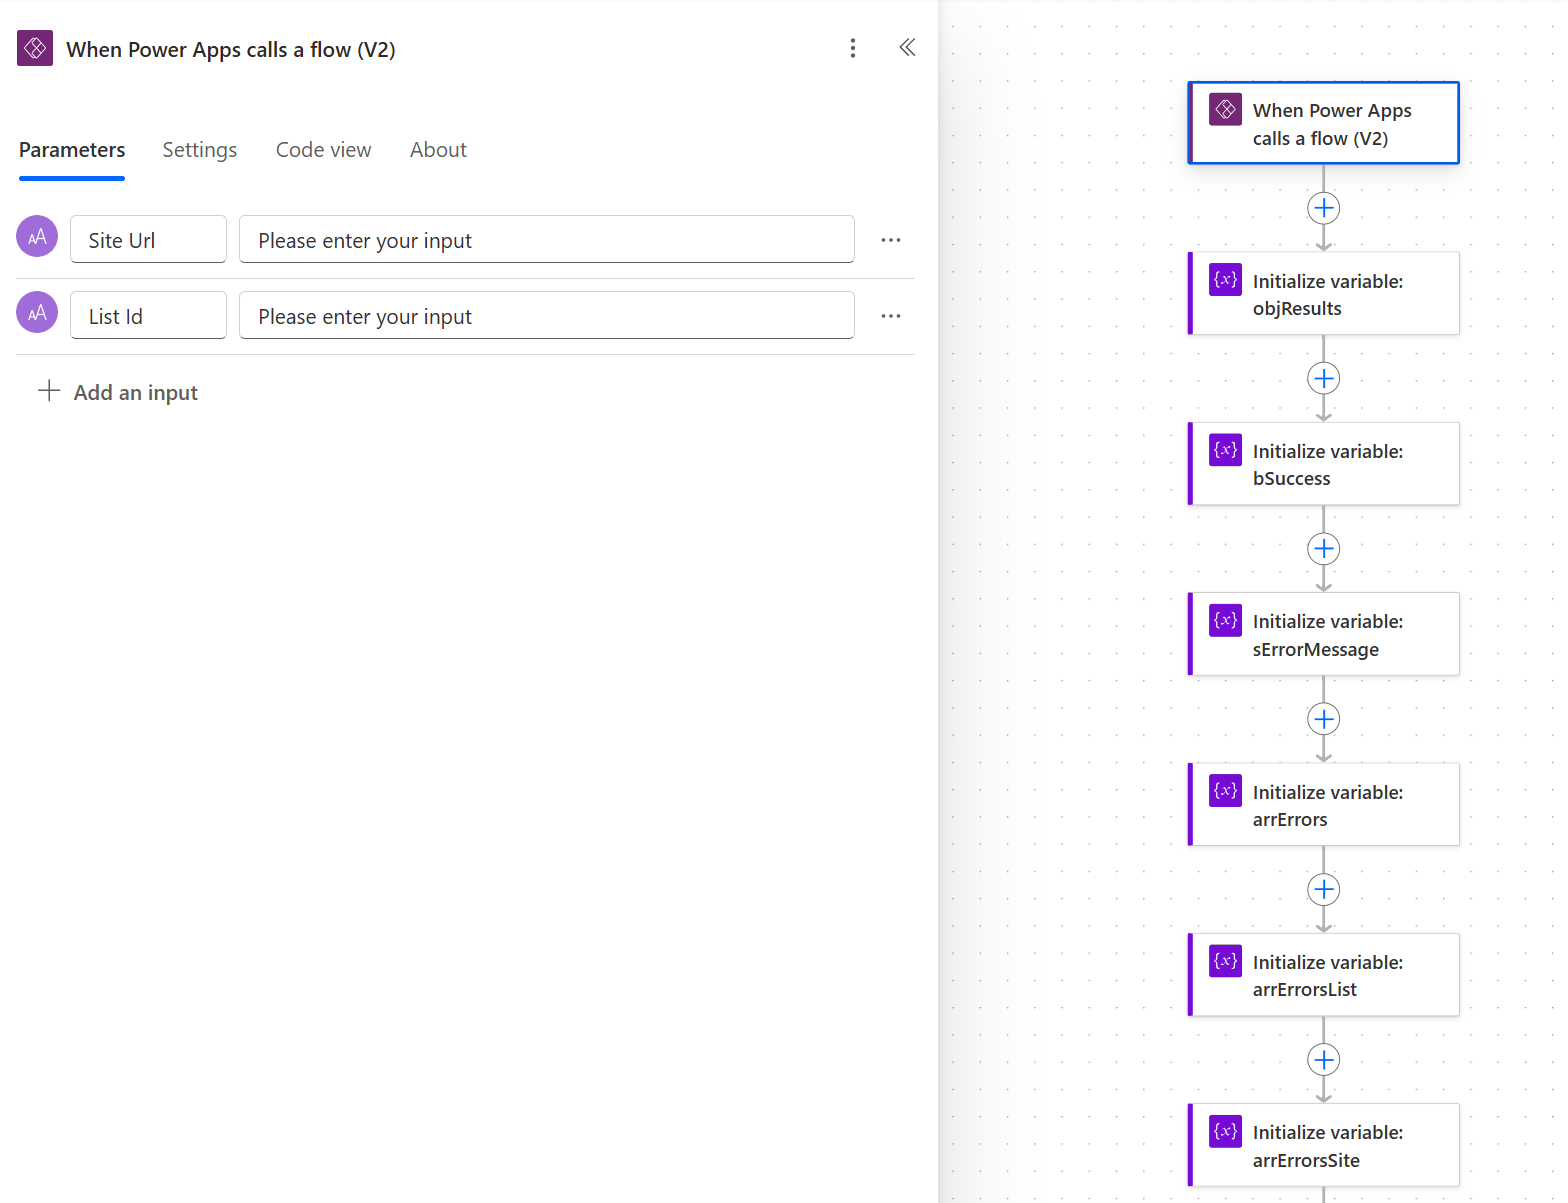 When Power Apps calls a flow (V2)
Parameters
Settings
Code view
About
AA
Site Url
Please enter your input
AA
List Id
Please enter your input
Add an input
When Power Apps
calls a flow (V2)
{x}
Initialize variable:
objResults
{x}
Initialize variable:
bSuccess
{x}
Initialize variable:
sErrorMessage
{x}
Initialize variable:
arrErrors
{x}
Initialize variable:
arrErrorsList
{x}
Initialize variable:
arrErrorsSite